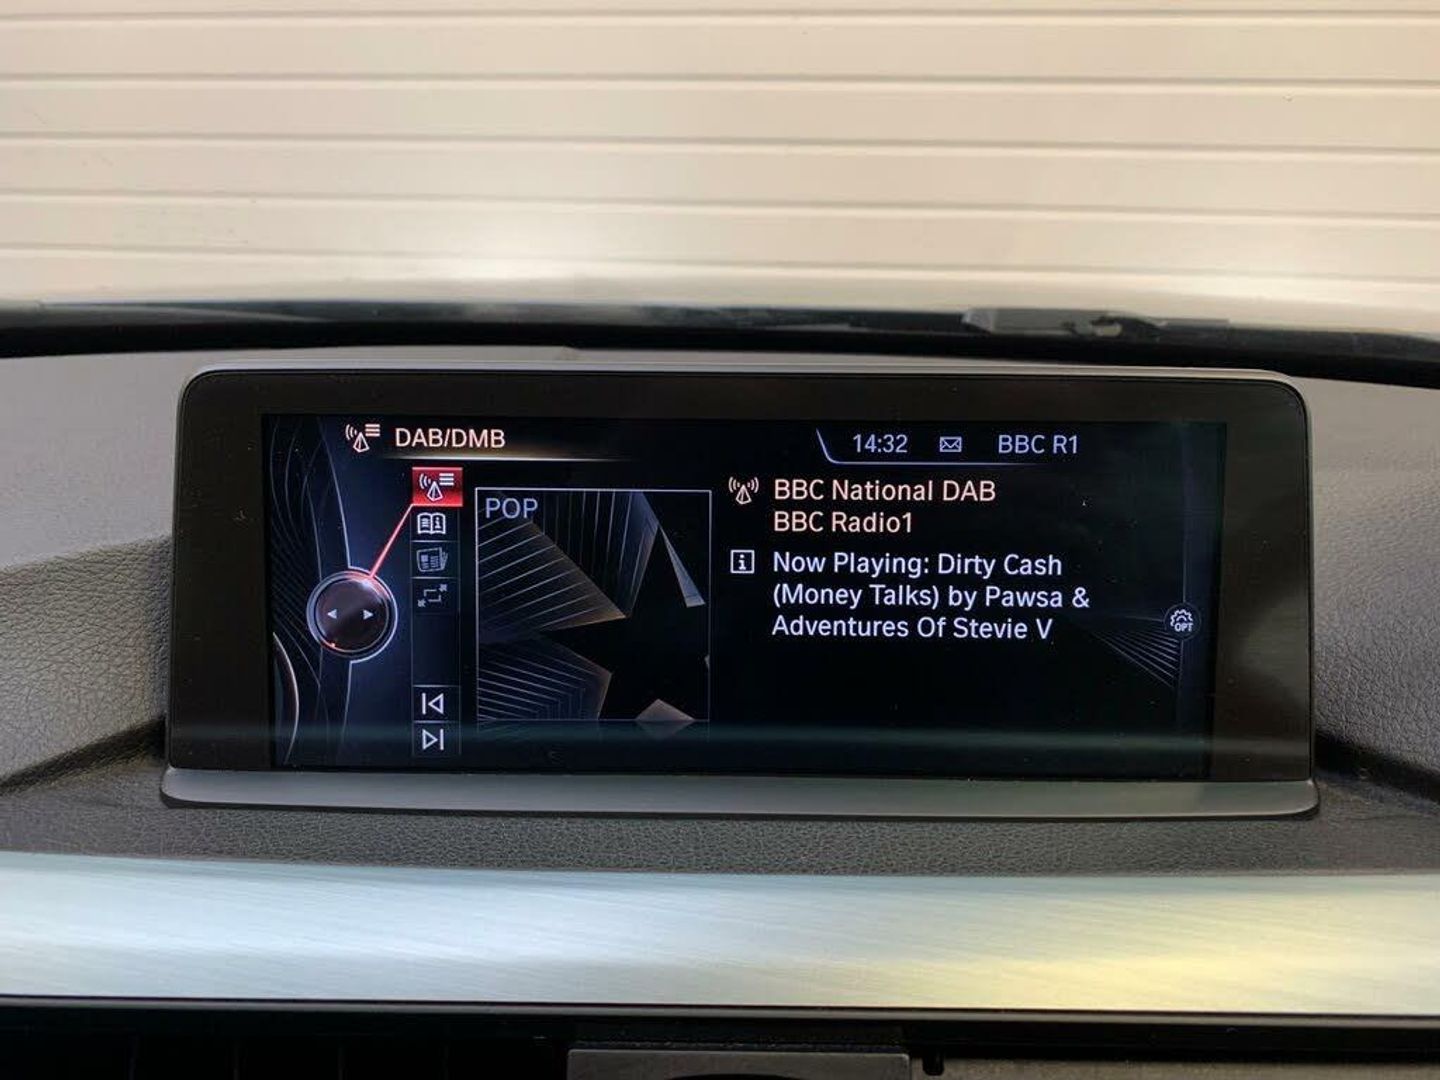 DAB/DMB
14:32
BBC R1
POP
BBC National DAB
BBC Radio1
Now Playing: Dirty Cash
(Money Talks) by Pawsa &
Adventures Of Stevie V
OPT